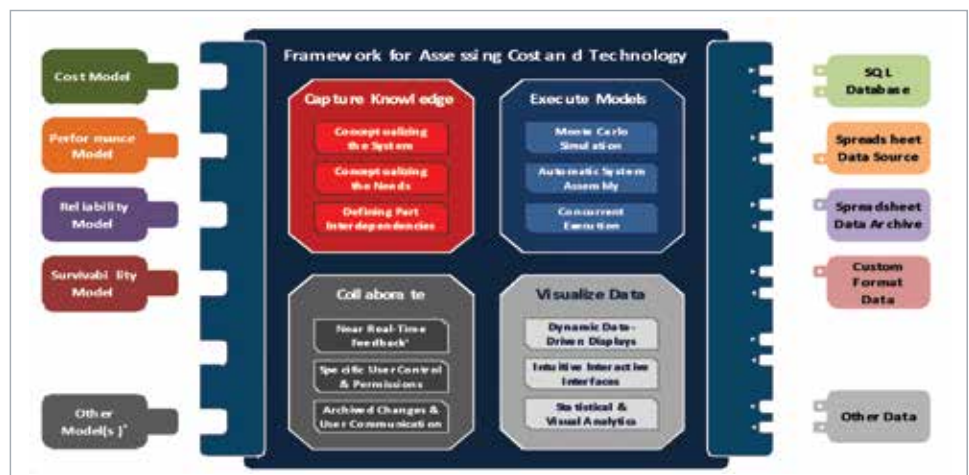 Framework for Assessing Cost and Technology
Cost Model
Performance
Model
Reliability
Model
Survivability
Model
Other
Model(s)*
Capture Knowledge
Conceptualizing
the System
Conceptualizing
the Needs
Defining Part
Interdependencies
Execute Models
Monte Carlo
Simulation
Automatic System
Assembly
Concurrent
Execution
Collaborate
Near Real-Time
Feedback*
Specific User Control
& Permissions
Archived Changes &
User Communication
Visualize Data
Dynamic Data-
Driven Displays
Intuitive Interactive
Interfaces
Statistical &
Visual Analytics
SQL
Database
Spreadsheet
Data Source
Spreadsheet
Data Archive
Custom
Format
Data
Other Data